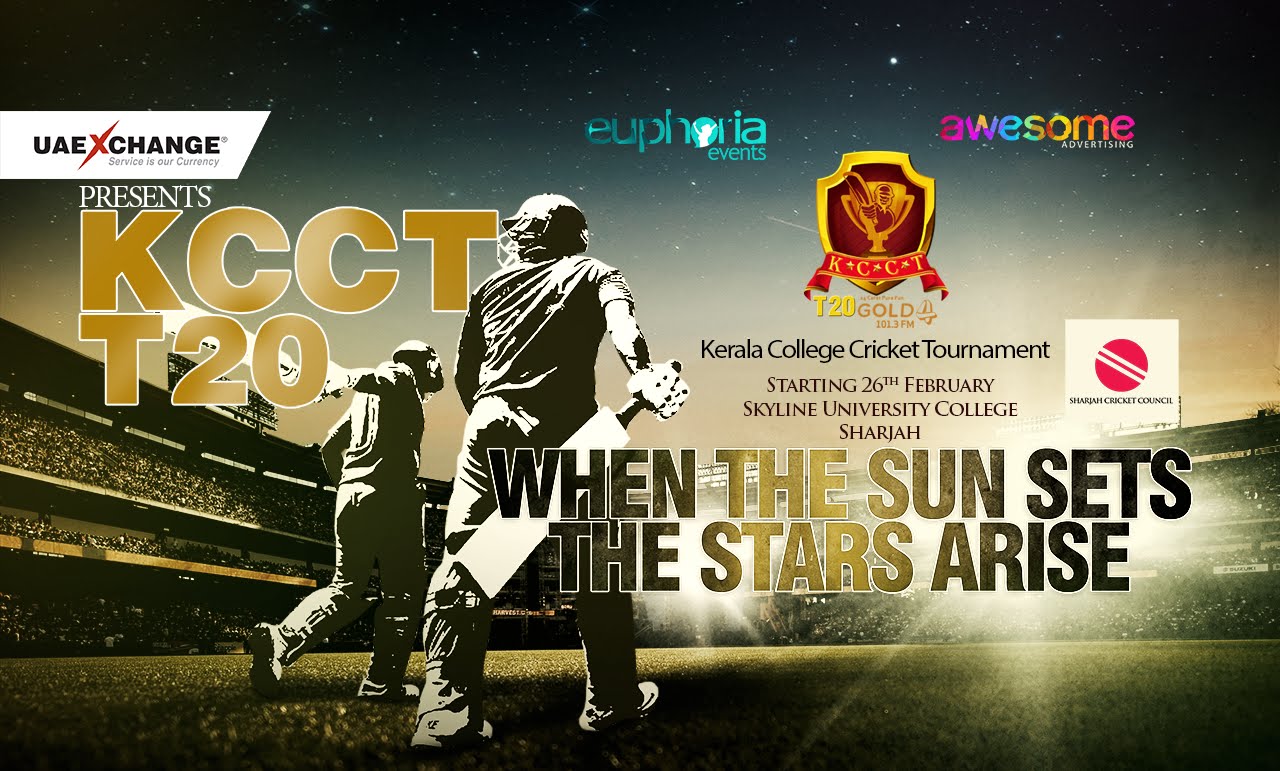 UAEXCHANGE®
Service is our Currency
PRESENTS
KCCT
T20
euphoria
events
awesome
ADVERTISING
K★C★C★T
T20 GOLD
101.3 FM
Kerala College Cricket Tournament
STARTING 26TH FEBRUARY
SKYLINE UNIVERSITY COLLEGE
SHARJAH
SHARJAH CRICKET COUNCIL
WHEN THE SUN SETS
THE STARS ARISE
SUZUKI
HARVEST